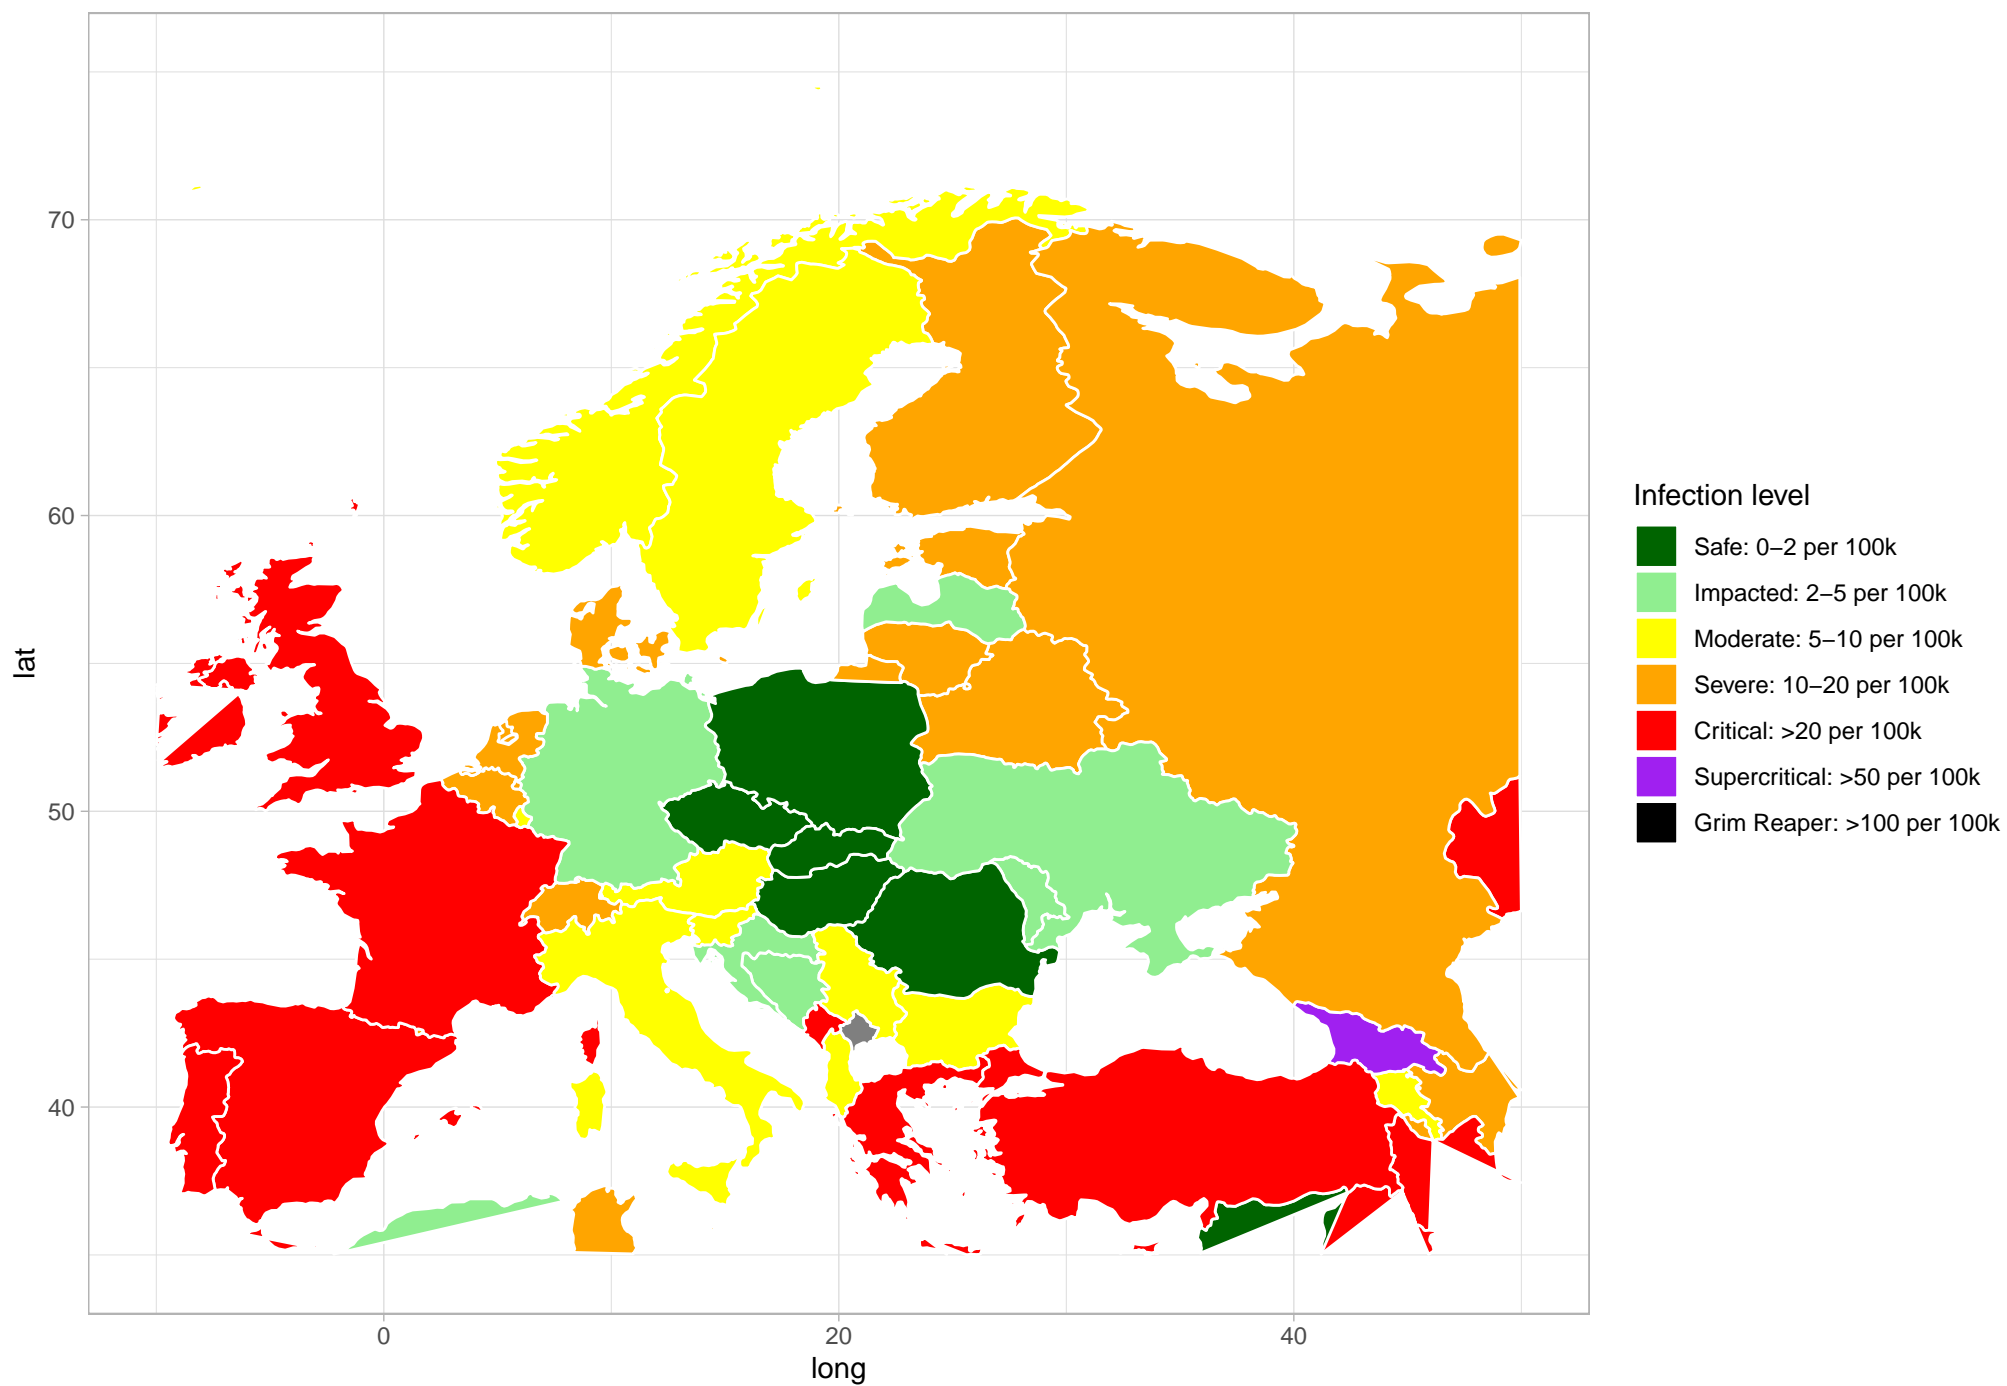 70
60
50
40
lat
0
20
40
long
Infection level
Safe: 0–2 per 100k
Impacted: 2–5 per 100k
Moderate: 5–10 per 100k
Severe: 10–20 per 100k
Critical: >20 per 100k
Supercritical: >50 per 100k
Grim Reaper: >100 per 100k